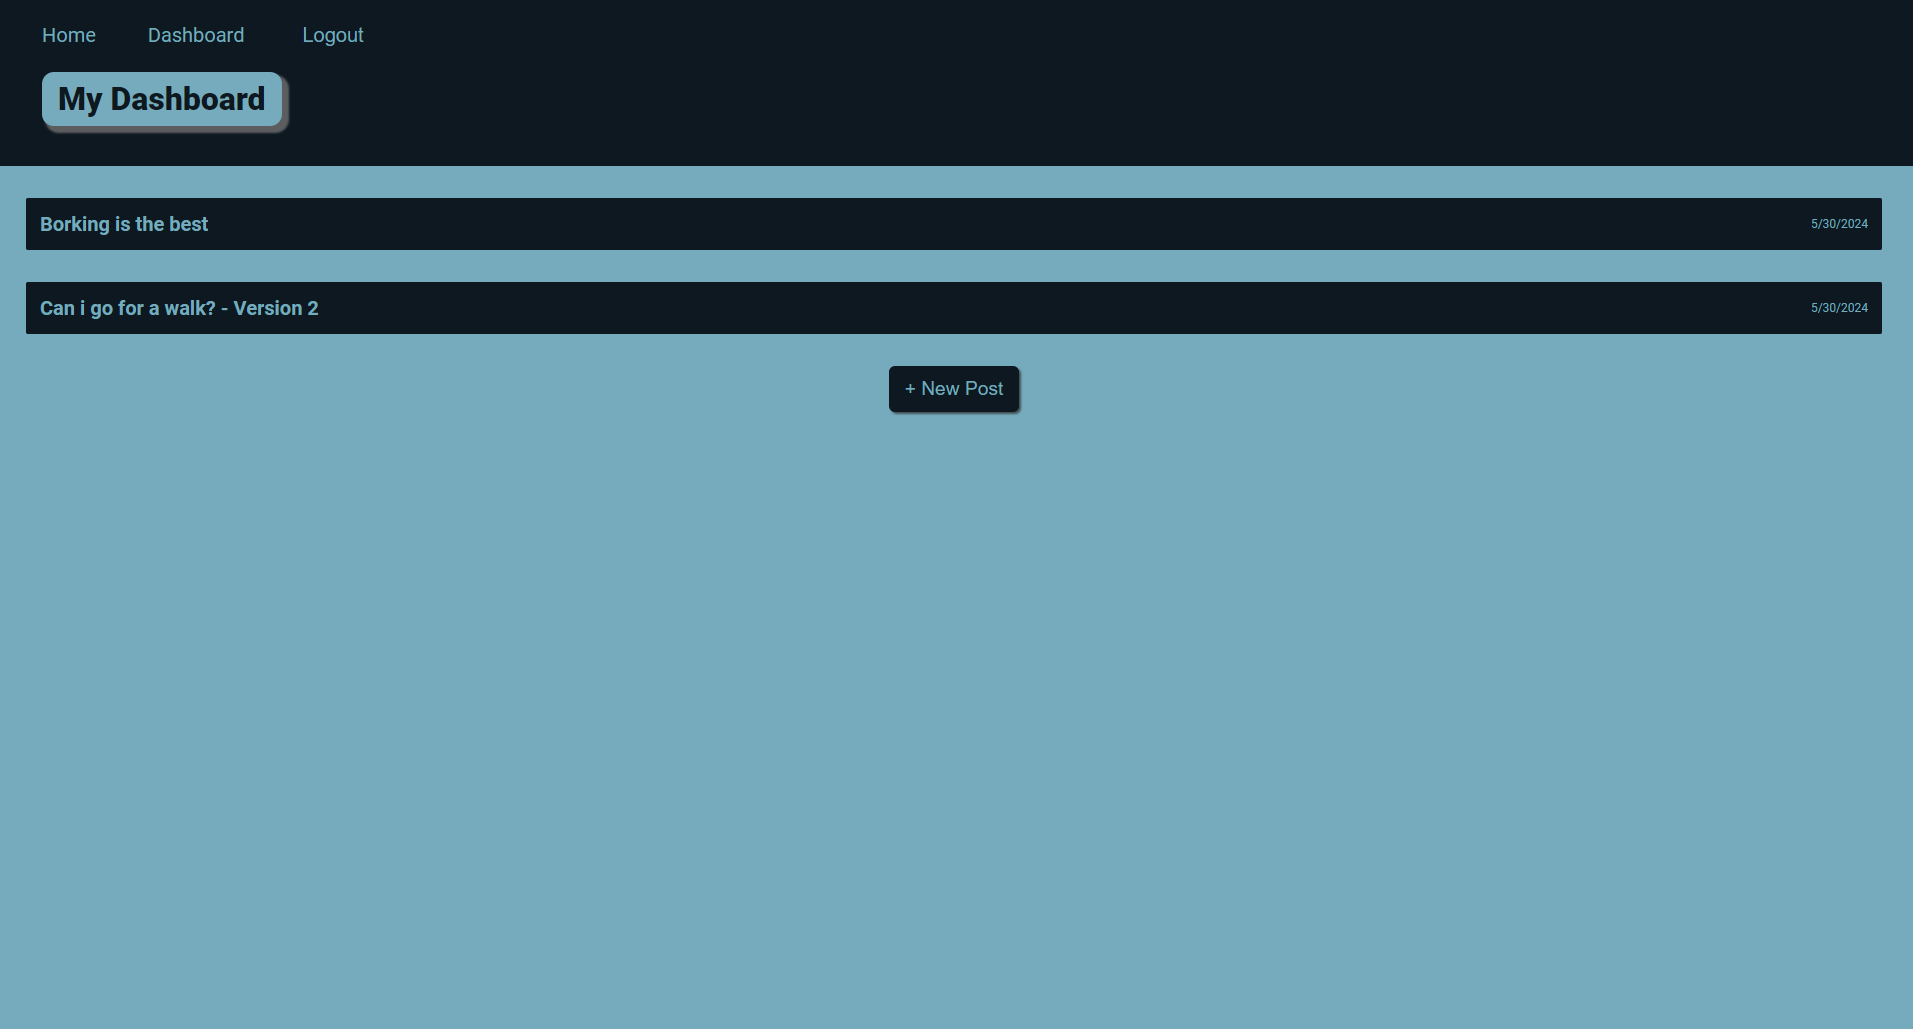 Home Dashboard Logout
My Dashboard
Borking is the best 5/30/2024
Can i go for a walk? - Version 2 5/30/2024
+ New Post